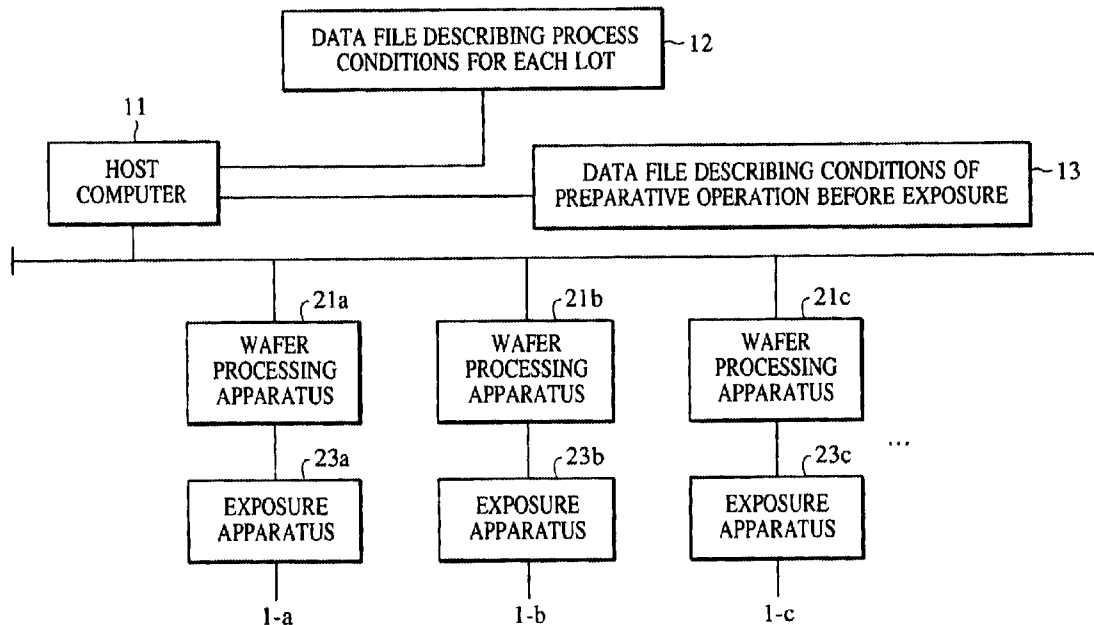 DATA FILE DESCRIBING PROCESS
CONDITIONS FOR EACH LOT
12
11
HOST
COMPUTER
DATA FILE DESCRIBING CONDITIONS OF
PREPARATIVE OPERATION BEFORE EXPOSURE
13
21a
21b
21c
WAFER
PROCESSING
APPARATUS
WAFER
PROCESSING
APPARATUS
WAFER
PROCESSING
APPARATUS
...
23a
23b
23c
EXPOSURE
APPARATUS
EXPOSURE
APPARATUS
EXPOSURE
APPARATUS
1-a
1-b
1-c